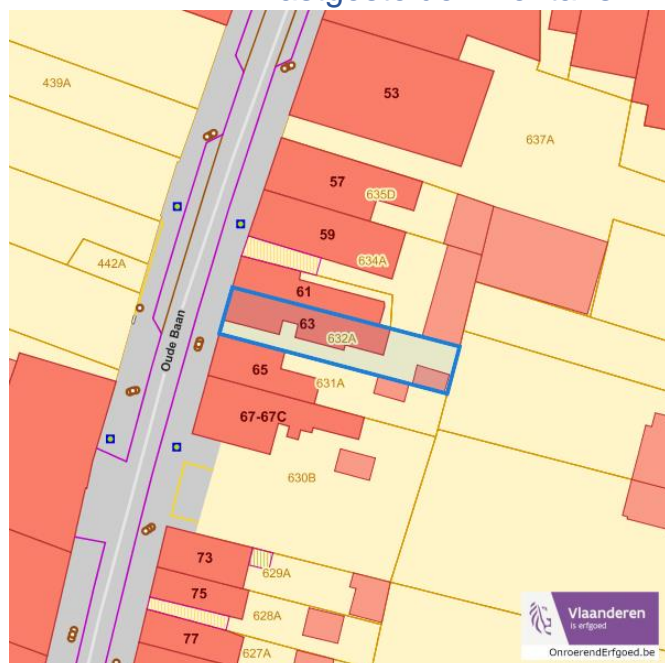 439A
53
637A
57
635D
59
634A
442A
61
63
632A
Oude Baan
65
631A
67-67C
630B
73
629A
75
628A
77
627A
Vlaanderen
is erfgoed
OnroerendErfgoed.be